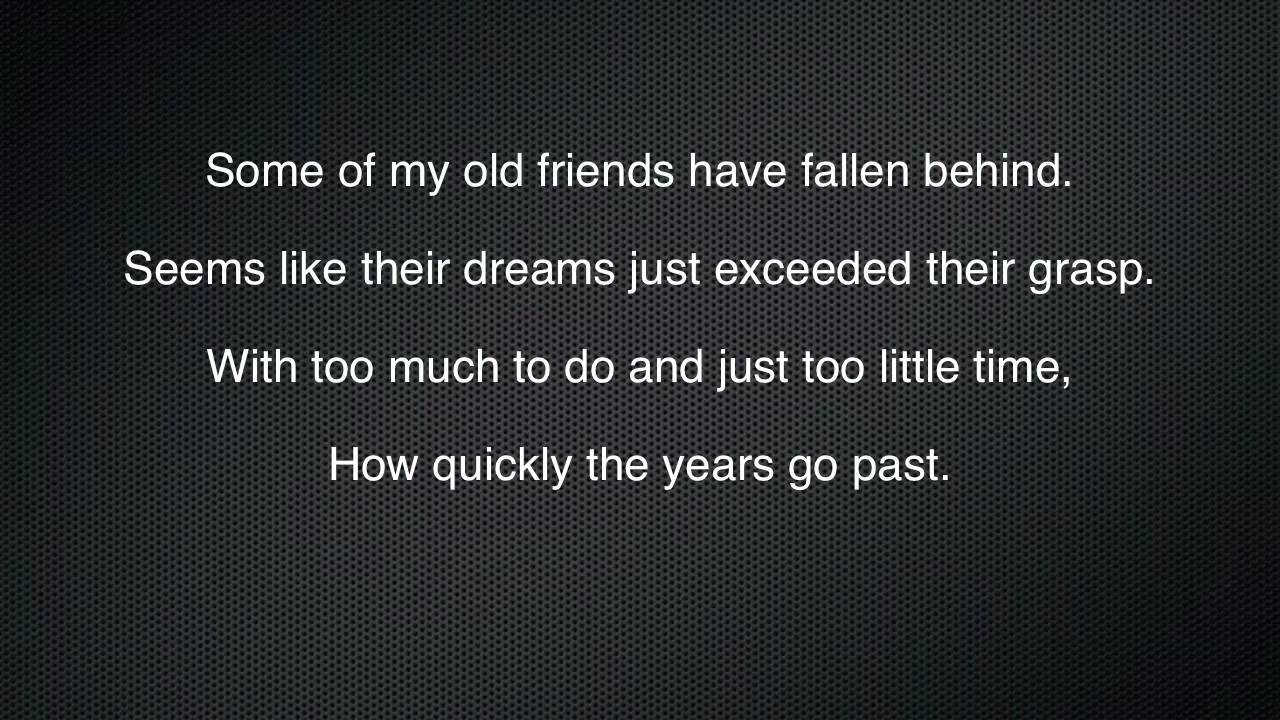 Some of my old friends have fallen behind.
Seems like their dreams just exceeded their grasp.
With too much to do and just too little time,
How quickly the years go past.